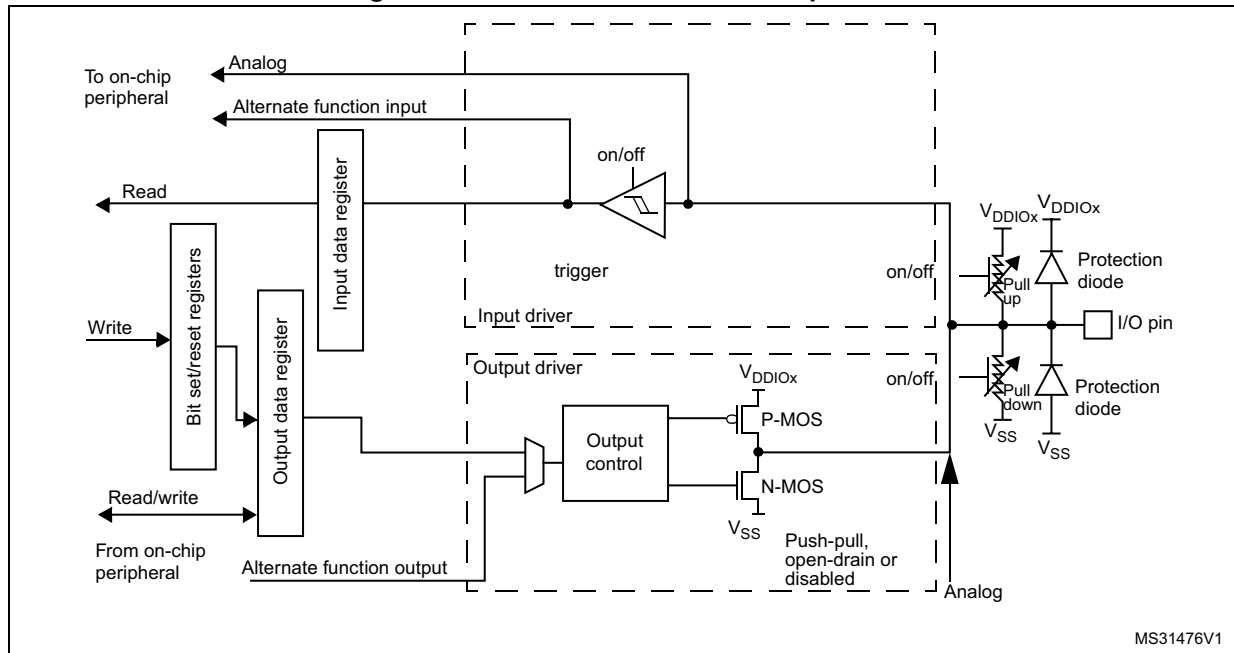 To on-chip
peripheral
Analog
Alternate function input
on/off
Read
Input data register
trigger
Input driver
Bit set/reset registers
Write
Output data register
Read/write
From on-chip
peripheral
Alternate function output
Output driver
Output
control
VDDIOx
P-MOS
N-MOS
VSS
Push-pull,
open-drain or
disabled
Analog
VDDIOx
VDDIOx
on/off
Pull
up
Protection
diode
I/O pin
on/off
Pull
down
Protection
diode
VSS
VSS
MS31476V1